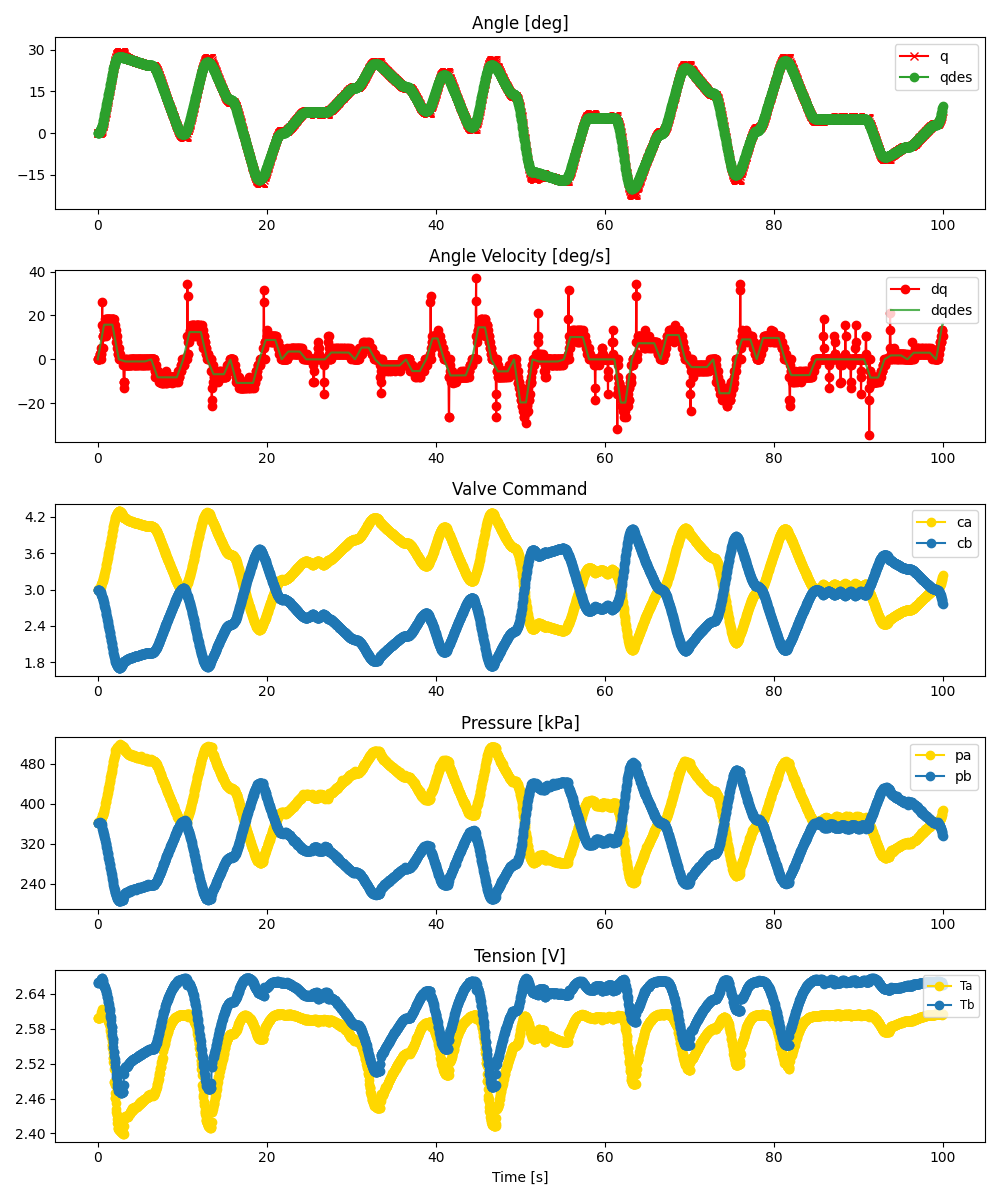 Angle [deg]
30
15
0
−15
q
qdes
0 20 40 60 80 100
Angle Velocity [deg/s]
40
20
0
−20
dq
dqdes
0 20 40 60 80 100
Valve Command
4.2
3.6
3.0
2.4
1.8
ca
cb
0 20 40 60 80 100
Pressure [kPa]
480
400
320
240
pa
pb
0 20 40 60 80 100
Tension [V]
2.64
2.58
2.52
2.46
2.40
Ta
Tb
0 20 40 60 80 100
Time [s]